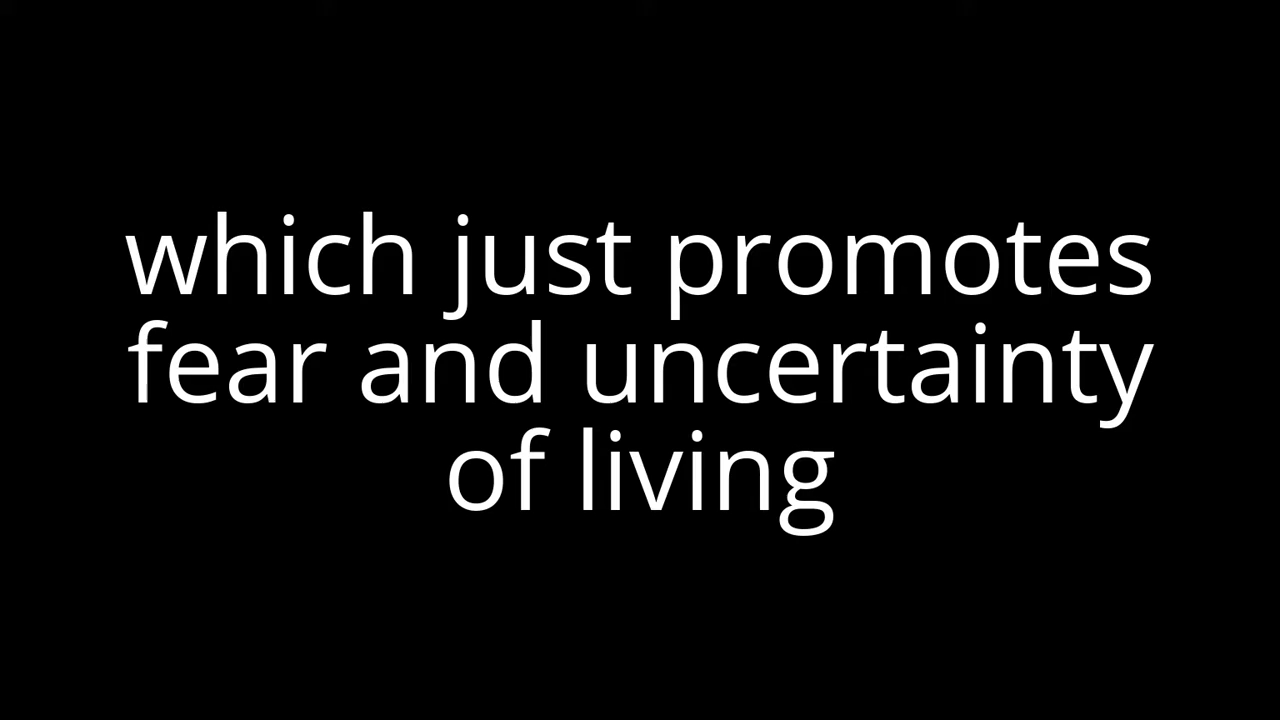 which just promotes
fear and uncertainty
of living